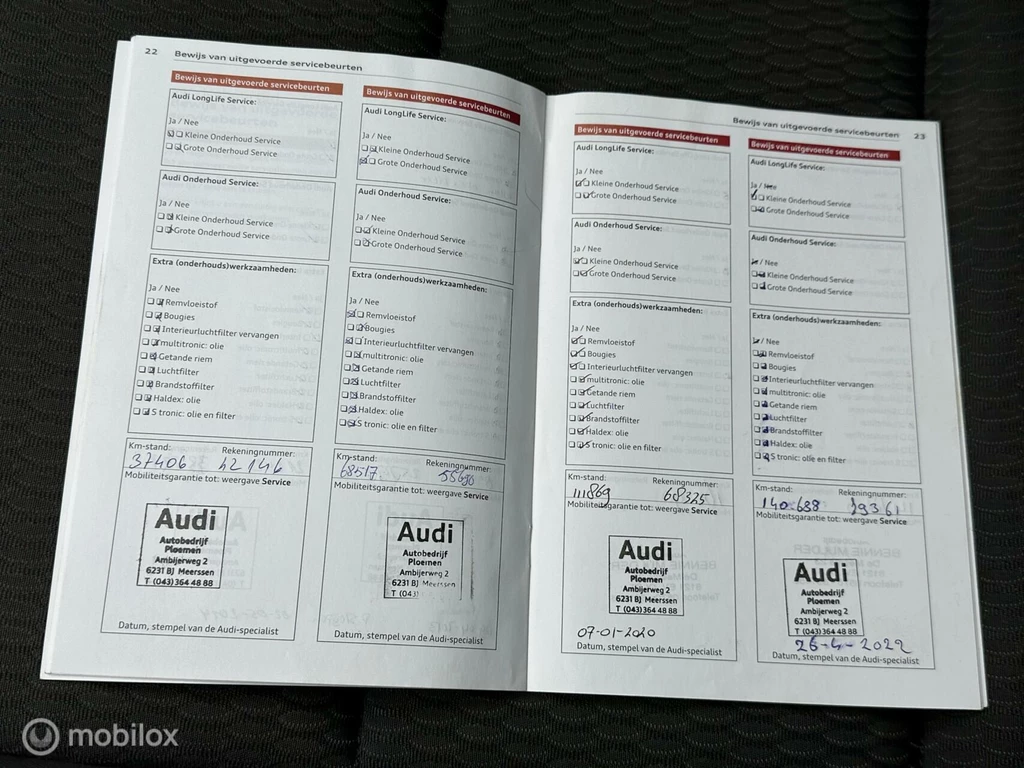 22 Bewijs van uitgevoerde servicebeurten
Bewijs van uitgevoerde servicebeurten
Audi LongLife Service:
Ja / Nee
Kleine Onderhoud Service
Grote Onderhoud Service
Audi Onderhoud Service:
Ja / Nee
Kleine Onderhoud Service
Grote Onderhoud Service
Extra (onderhouds)werkzaamheden:
Ja / Nee
Remvloeistof
Bougies
Interieurluchtfilter vervangen
multitronic: olie
Getande riem
Luchtfilter
Brandstoffilter
Haldex: olie
S tronic: olie en filter
Km-stand: Rekeningnummer:
37406 42146
Mobiliteitsgarantie tot: weergave Service
Audi
Autobedrijf
Ploemen
Ambijerweg 2
6231 BJ Meerssen
T (043) 364 48 88
Datum, stempel van de Audi-specialist
Bewijs van uitgevoerde servicebeurten
Audi LongLife Service:
Ja / Nee
Kleine Onderhoud Service
Grote Onderhoud Service
Audi Onderhoud Service:
Ja / Nee
Kleine Onderhoud Service
Grote Onderhoud Service
Extra (onderhouds)werkzaamheden:
Ja / Nee
Remvloeistof
Bougies
Interieurluchtfilter vervangen
multitronic: olie
Getande riem
Luchtfilter
Brandstoffilter
Haldex: olie
S tronic: olie en filter
Km-stand: Rekeningnummer:
68517
Mobiliteitsgarantie tot: weergave Service
Audi
Autobedrijf
Ploemen
Ambijerweg 2
6231 BJ Meerssen
T (043)
Datum, stempel van de Audi-specialist
Bewijs van uitgevoerde servicebeurten 23
Bewijs van uitgevoerde servicebeurten
Audi LongLife Service:
Ja / Nee
Kleine Onderhoud Service
Grote Onderhoud Service
Audi Onderhoud Service:
Ja / Nee
Kleine Onderhoud Service
Grote Onderhoud Service
Extra (onderhouds)werkzaamheden:
Ja / Nee
Remvloeistof
Bougies
Interieurluchtfilter vervangen
multitronic: olie
Getande riem
Luchtfilter
Brandstoffilter
Haldex: olie
S tronic: olie en filter
Km-stand: Rekeningnummer:
111869 68325
Mobiliteitsgarantie tot: weergave Service
Audi
Autobedrijf
Ploemen
Ambijerweg 2
6231 BJ Meerssen
T (043) 364 48 88
07-01-2020
Datum, stempel van de Audi-specialist
Bewijs van uitgevoerde servicebeurten
Audi LongLife Service:
Ja / Nee
Kleine Onderhoud Service
Grote Onderhoud Service
Audi Onderhoud Service:
Ja / Nee
Kleine Onderhoud Service
Grote Onderhoud Service
Extra (onderhouds)werkzaamheden:
Ja / Nee
Remvloeistof
Bougies
Interieurluchtfilter vervangen
multitronic: olie
Getande riem
Luchtfilter
Brandstoffilter
Haldex: olie
S tronic: olie en filter
Km-stand: Rekeningnummer:
140.638 29361
Mobiliteitsgarantie tot: weergave Service
Audi
Autobedrijf
Ploemen
Ambijerweg 2
6231 BJ Meerssen
T (043) 364 48 88
26-4-2022
Datum, stempel van de Audi-specialist
mobilox